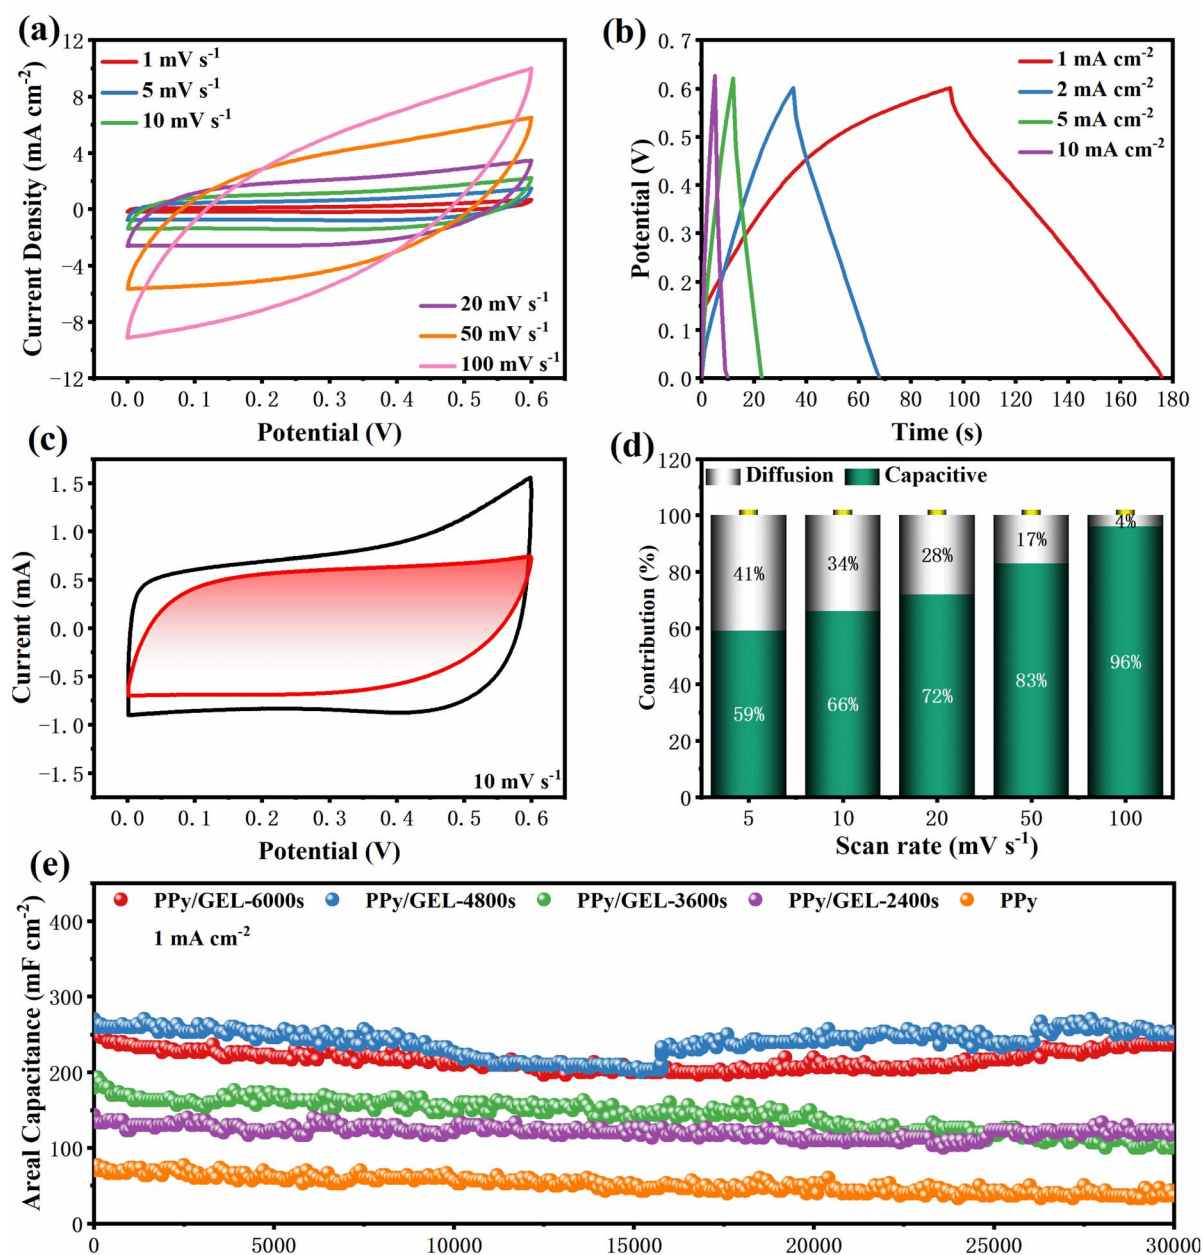 (a)
12
8
4
0
−4
−8
−12
Current Density (mA cm-2)
1 mV s-1
5 mV s-1
10 mV s-1
20 mV s-1
50 mV s-1
100 mV s-1
0.0 0.1 0.2 0.3 0.4 0.5 0.6
Potential (V)
(b)
0.7
0.6
0.5
0.4
0.3
0.2
0.1
0.0
Potential (V)
1 mA cm-2
2 mA cm-2
5 mA cm-2
10 mA cm-2
0 20 40 60 80 100 120 140 160 180
Time (s)
(c)
1.5
1.0
0.5
0.0
−0.5
−1.0
−1.5
Current (mA)
10 mV s-1
0.0 0.1 0.2 0.3 0.4 0.5 0.6
Potential (V)
(d)
120
100
80
60
40
20
0
Contribution (%)
Diffusion Capacitive
41% 34% 28% 17% 4%
59% 66% 72% 83% 96%
5 10 20 50 100
Scan rate (mV s-1)
(e)
400
300
200
100
0
Areal Capacitance (mF cm-2)
PPy/GEL-6000s PPy/GEL-4800s PPy/GEL-3600s PPy/GEL-2400s PPy
1 mA cm-2
0 5000 10000 15000 20000 25000 30000